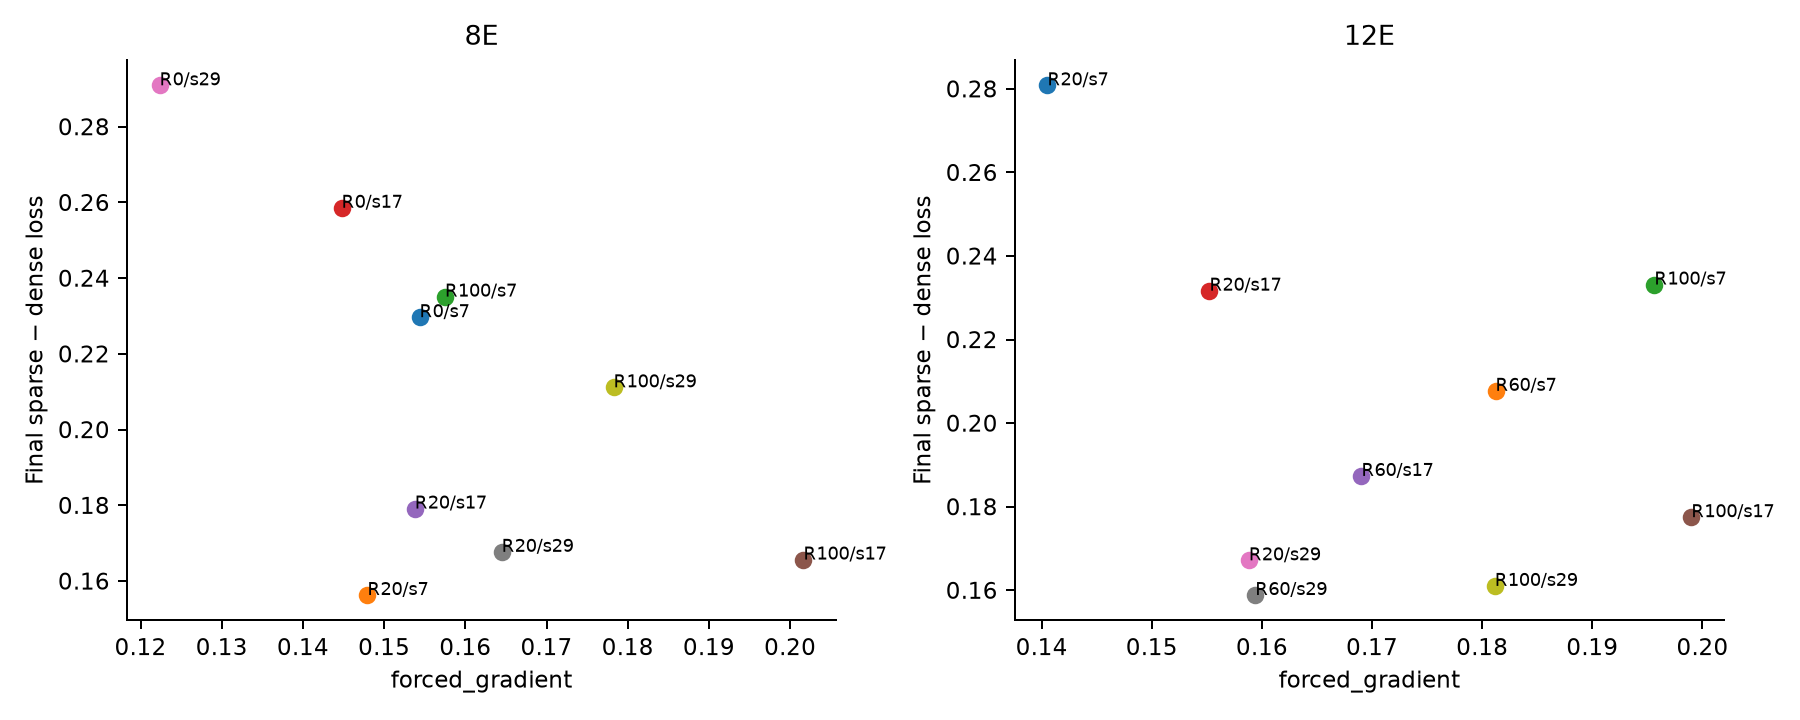 8E
Final sparse − dense loss
0.28
0.26
0.24
0.22
0.20
0.18
0.16
R0/s29
R0/s17
R100/s7
R0/s7
R100/s29
R20/s17
R20/s29
R100/s17
R20/s7
0.12 0.13 0.14 0.15 0.16 0.17 0.18 0.19 0.20
forced_gradient
12E
Final sparse − dense loss
0.28
0.26
0.24
0.22
0.20
0.18
0.16
R20/s7
R100/s7
R20/s17
R60/s7
R60/s17
R100/s17
R20/s29
R100/s29
R60/s29
0.14 0.15 0.16 0.17 0.18 0.19 0.20
forced_gradient